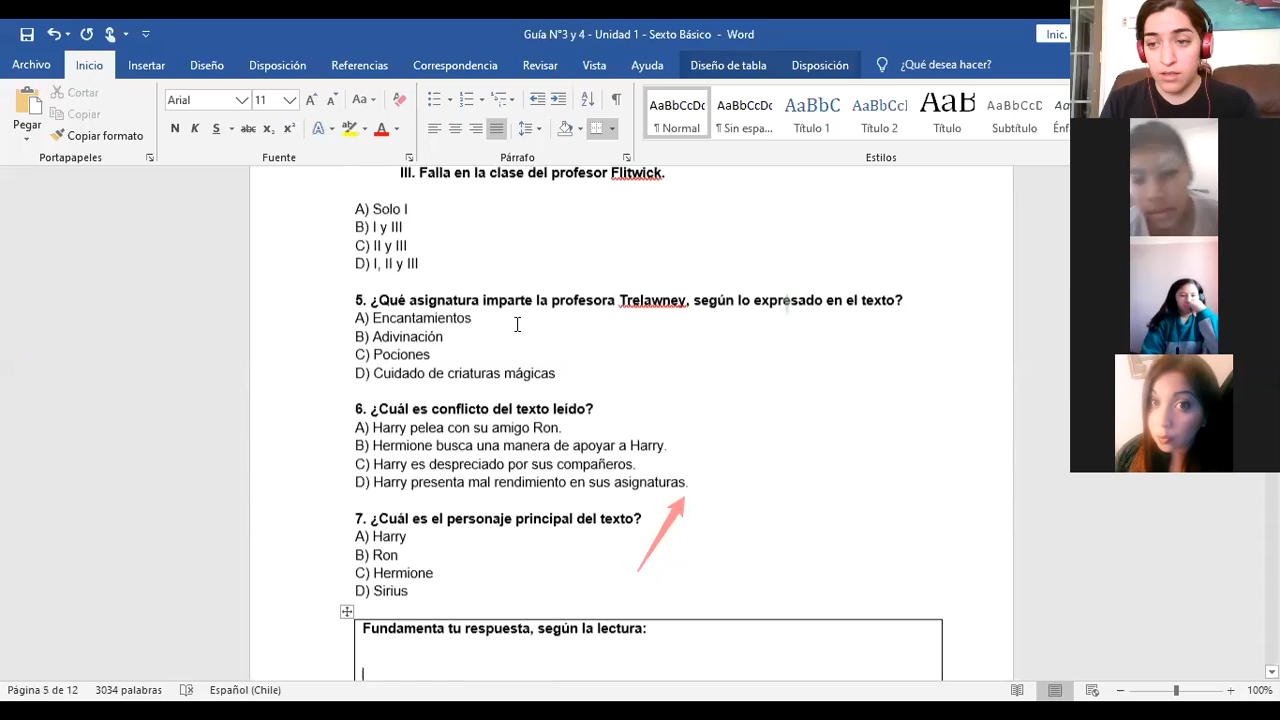 Guía N°3 y 4 - Unidad 1 - Sexto Básico - Word
Inic.
Archivo Inicio Insertar Diseño Disposición Referencias Correspondencia Revisar Vista Ayuda Diseño de tabla Disposición ¿Qué desea hacer?
Pegar
Cortar
Copiar
Copiar formato
Portapapeles
Arial 11
Fuente
Párrafo
AaBbCcDc AaBbCcDc AaBbC AaBbCcl AaB AaBbCcDc
¶ Normal ¶ Sin espa... Título 1 Título 2 Título Subtítulo
Estilos
III. Falla en la clase del profesor Flitwick.
A) Solo I
B) I y III
C) II y III
D) I, II y III
5. ¿Qué asignatura imparte la profesora Trelawney, según lo expresado en el texto?
A) Encantamientos
B) Adivinación
C) Pociones
D) Cuidado de criaturas mágicas
6. ¿Cuál es conflicto del texto leído?
A) Harry pelea con su amigo Ron.
B) Hermione busca una manera de apoyar a Harry.
C) Harry es despreciado por sus compañeros.
D) Harry presenta mal rendimiento en sus asignaturas.
7. ¿Cuál es el personaje principal del texto?
A) Harry
B) Ron
C) Hermione
D) Sirius
Fundamenta tu respuesta, según la lectura:
Página 5 de 12 3034 palabras Español (Chile) 100%